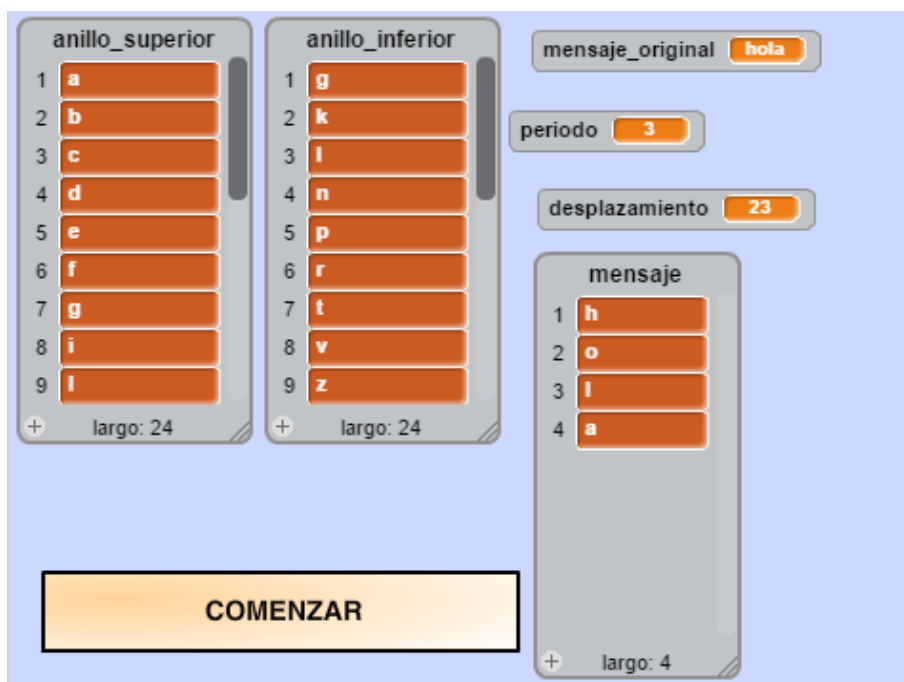 anillo_superior
1 a
2 b
3 c
4 d
5 e
6 f
7 g
8 i
9 l
+ largo: 24
anillo_inferior
1 g
2 k
3 l
4 n
5 p
6 r
7 t
8 v
9 z
+ largo: 24
mensaje_original hola
periodo 3
desplazamiento 23
mensaje
1 h
2 o
3 l
4 a
+ largo: 4
COMENZAR